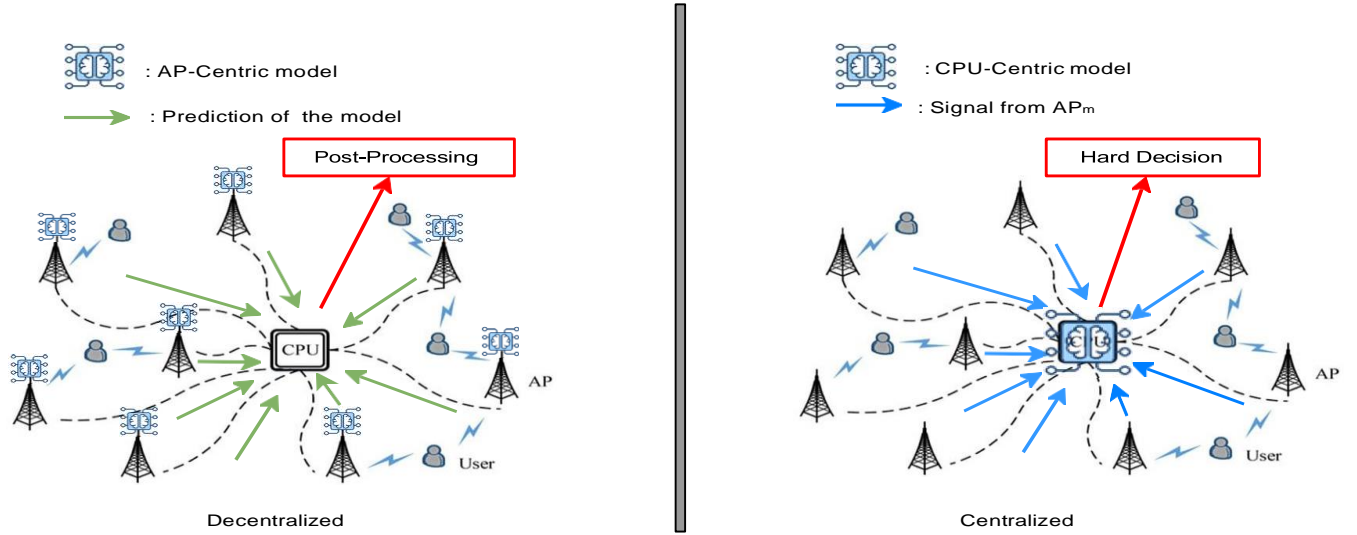 : AP-Centric model
: Prediction of the model
Post-Processing
CPU
AP
User
Decentralized
: CPU-Centric model
: Signal from APₘ
Hard Decision
CPU
AP
User
Centralized